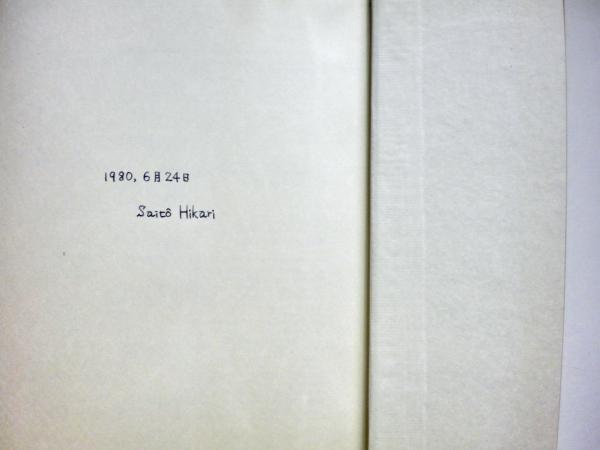 1980, 6月24日
Saitô Hikari